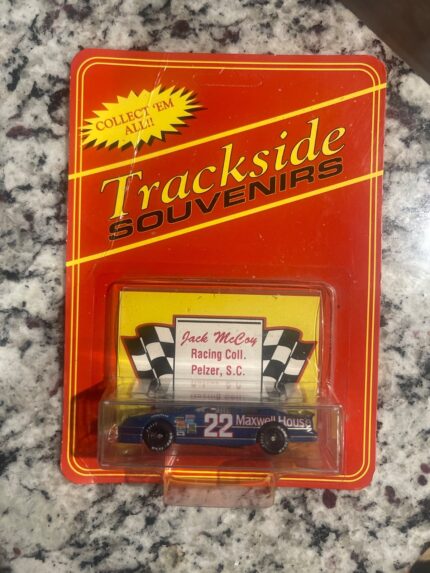 COLLECT 'EM
ALL!!
Trackside
SOUVENIRS
Jack McCoy
Racing Coll.
Pelzer, S.C.
22
Maxwell House